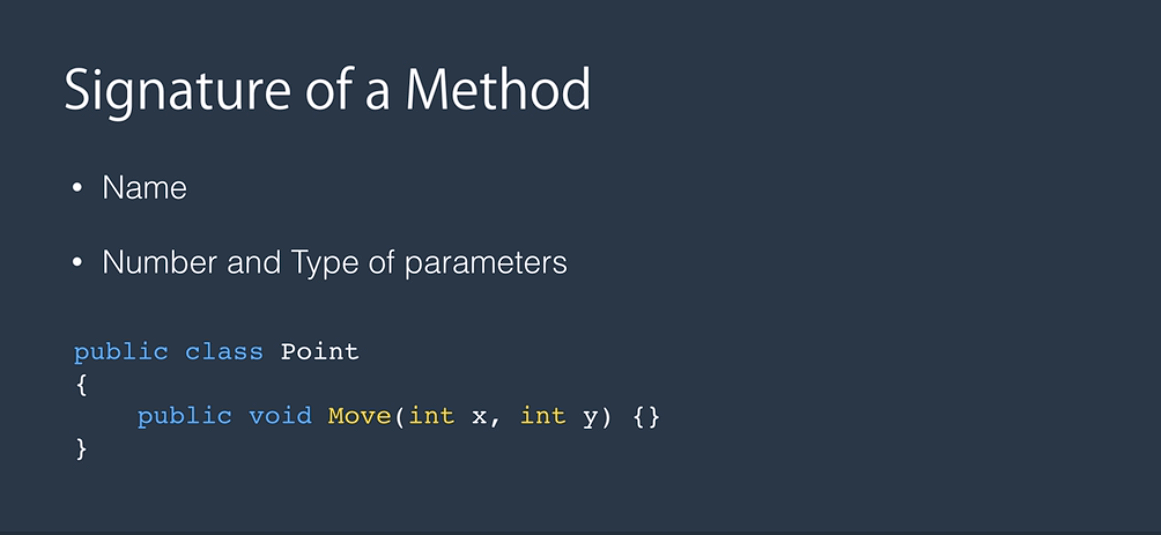 Signature of a Method
• Name
• Number and Type of parameters
public class Point
{
    public void Move(int x, int y) {}
}